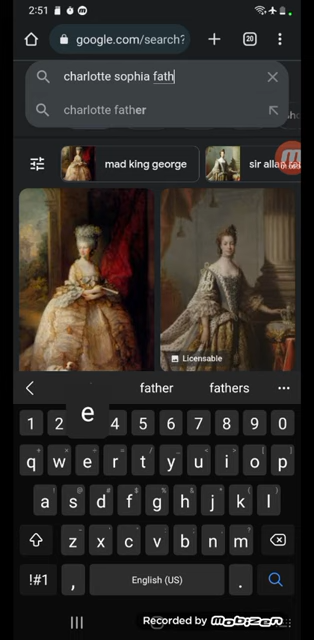 2:51
google.com/search?
20
charlotte sophia fath
charlotte father
mad king george
sir alla
Licensable
father fathers
e
1 2 4 5 6 7 8 9 0
q w e r t y u i o p
a s d f g h j k l
z x c v b n m
!#1 , English (US) .
Recorded by Mobizen